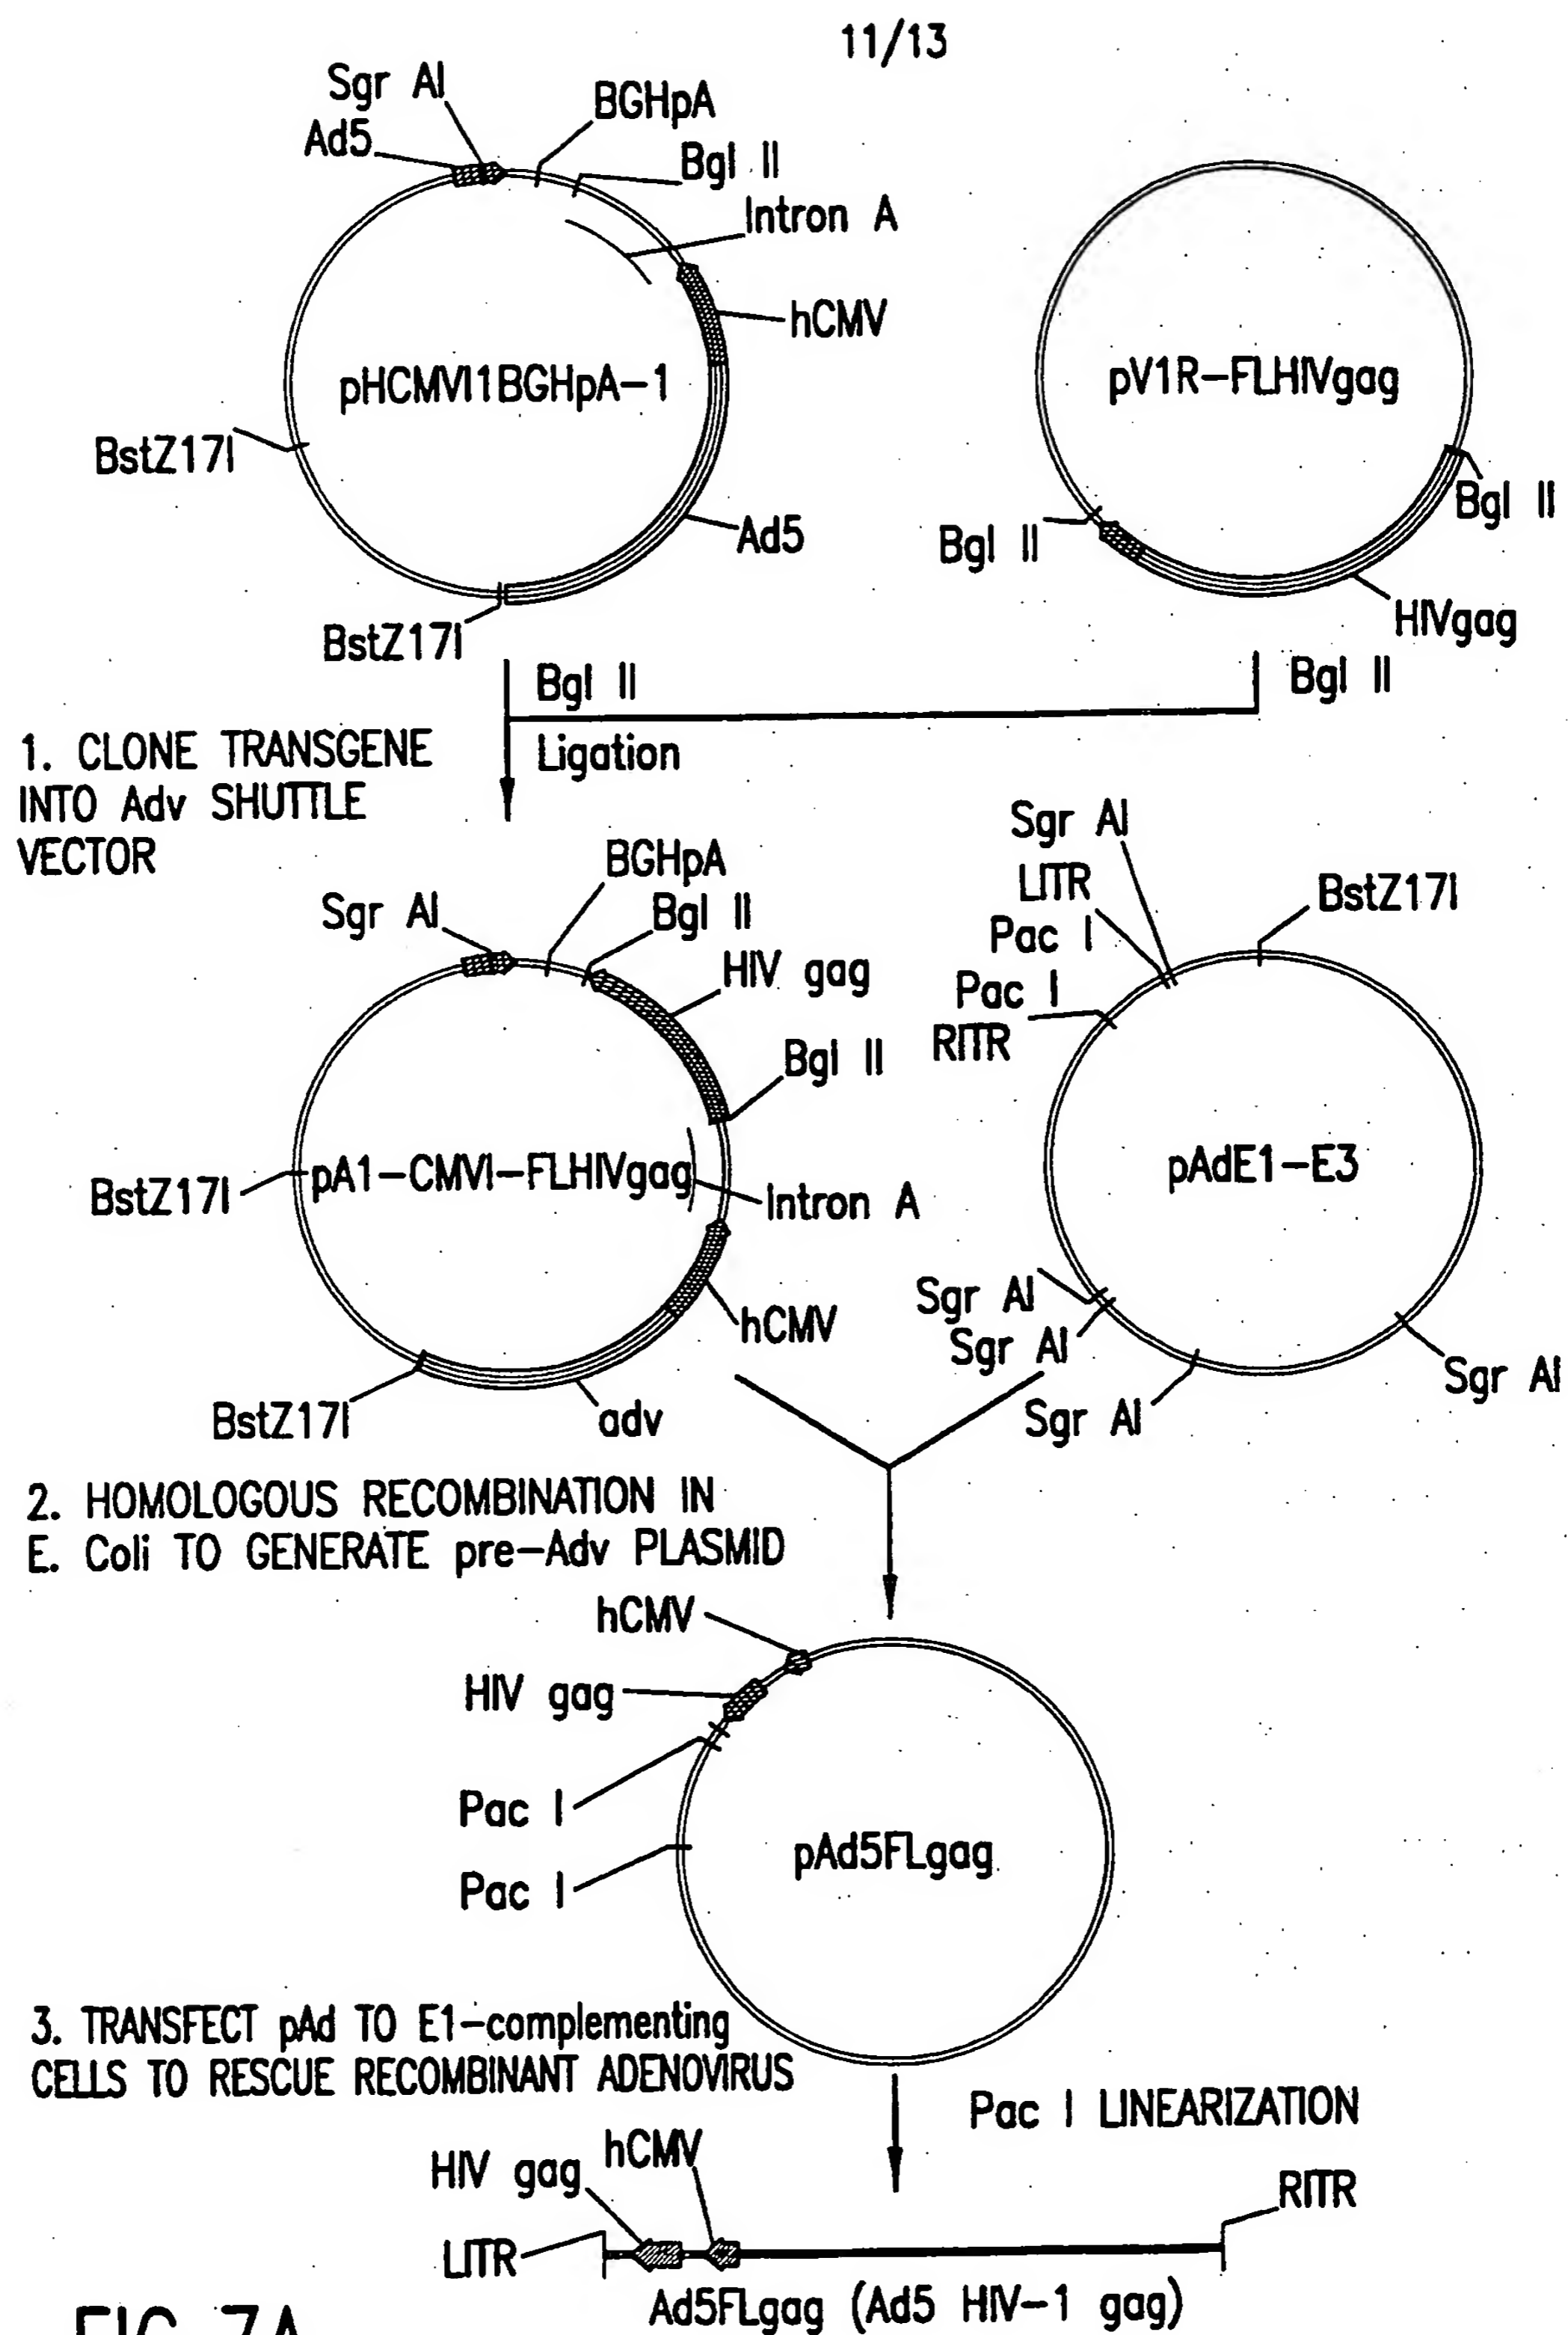 11/13
Sgr AI
BGHpA
Ad5
Bgl II
Intron A
hCMV
pHCMVI1BGHpA-1
BstZ17I
Ad5
BstZ17I
pV1R-FLHIVgag
Bgl II
Bgl II
HIVgag
Bgl II
Bgl II
Ligation
1. CLONE TRANSGENE
INTO Adv SHUTTLE
VECTOR
BGHpA
Sgr AI
Bgl II
HIV gag
Bgl II
BstZ17I
pA1-CMVI-FLHIVgag
Intron A
hCMV
BstZ17I
adv
Sgr AI
LITR
BstZ17I
Pac I
Pac I
RITR
pAdE1-E3
Sgr AI
Sgr AI
Sgr AI
Sgr AI
2. HOMOLOGOUS RECOMBINATION IN
E. Coli TO GENERATE pre-Adv PLASMID
hCMV
HIV gag
Pac I
Pac I
pAd5FLgag
3. TRANSFECT pAd TO E1-complementing
CELLS TO RESCUE RECOMBINANT ADENOVIRUS
Pac I LINEARIZATION
HIV gag
hCMV
RITR
LITR
Ad5FLgag (Ad5 HIV-1 gag)
FIG. 7A